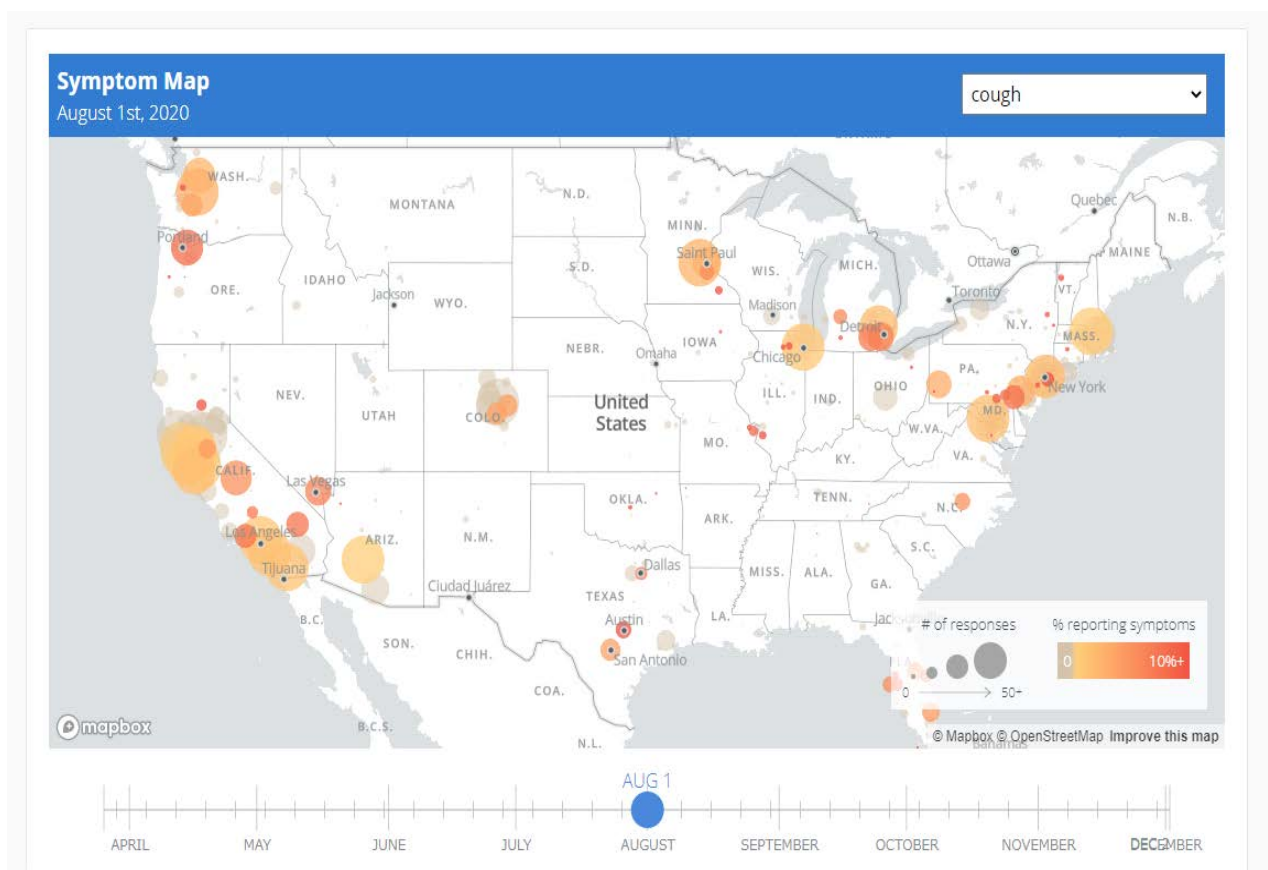 Symptom Map
August 1st, 2020
cough
WASH.
MONTANA
N.D.
MINN.
Quebec
N.B.
Portland
Saint Paul
S.D.
WIS.
MICH.
Ottawa
MAINE
ORE.
IDAHO
Jackson
WYO.
Madison
Toronto
VT.
Detroit
N.Y.
MASS.
NEBR.
Omaha
IOWA
Chicago
PA.
NEV.
UTAH
COLO.
United
States
ILL.
IND.
OHIO
New York
MD.
MO.
W.VA.
KY.
VA.
CALIF.
Las Vegas
OKLA.
TENN.
N.C.
Los Angeles
ARIZ.
N.M.
ARK.
S.C.
Tijuana
Ciudad Juárez
Dallas
MISS.
ALA.
GA.
TEXAS
B.C.
Austin
LA.
SON.
CHIH.
San Antonio
COA.
B.C.S.
N.L.
# of responses
% reporting symptoms
0
10%+
0
50+
mapbox
© Mapbox © OpenStreetMap Improve this map
Bahamas
AUG 1
APRIL
MAY
JUNE
JULY
AUGUST
SEPTEMBER
OCTOBER
NOVEMBER
DECEMBER